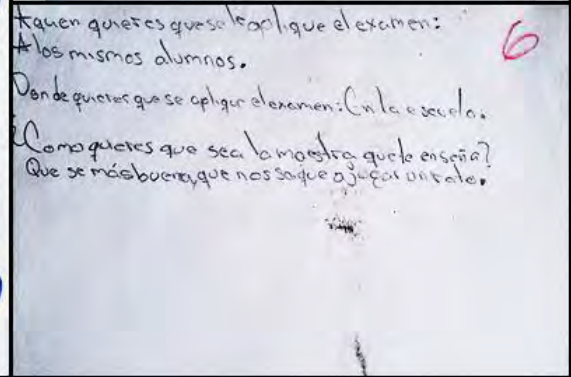 Aquen quieres que se le aplique el examen:
A los mismos alumnos.
6
Donde quieres que se aplique el examen: En la escuela.
¿Como quieres que sea la maestra que le enseña?
Que se más buena, que nos saque a jugar un rato.